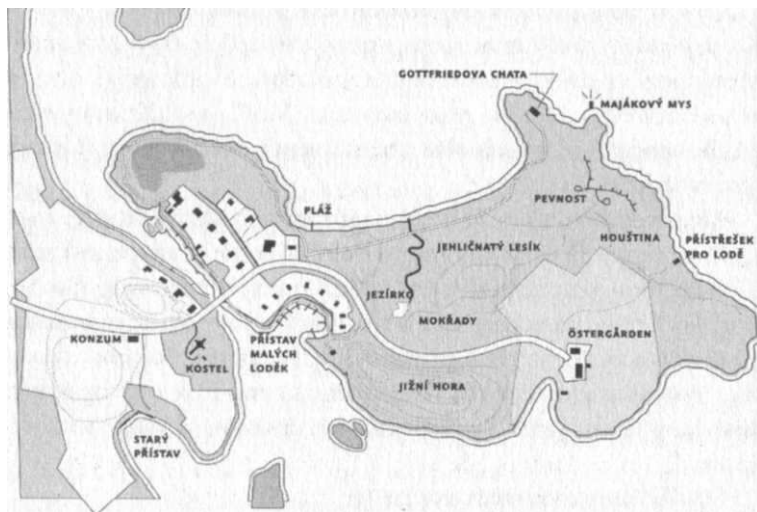 GOTTFRIEDOVA CHATA
MAJÁKOVÝ MYS
PEVNOST
PLÁŽ
HOUŠTINA
JEHLIČNATÝ LESÍK
PŘÍSTŘEŠEK
PRO LODĚ
JEZÍRKO
MOKŘADY
KONZUM
PŘÍSTAV
MALÝCH
LODĚK
ÖSTERGÅRDEN
KOSTEL
JIŽNÍ HORA
STARÝ
PŘÍSTAV